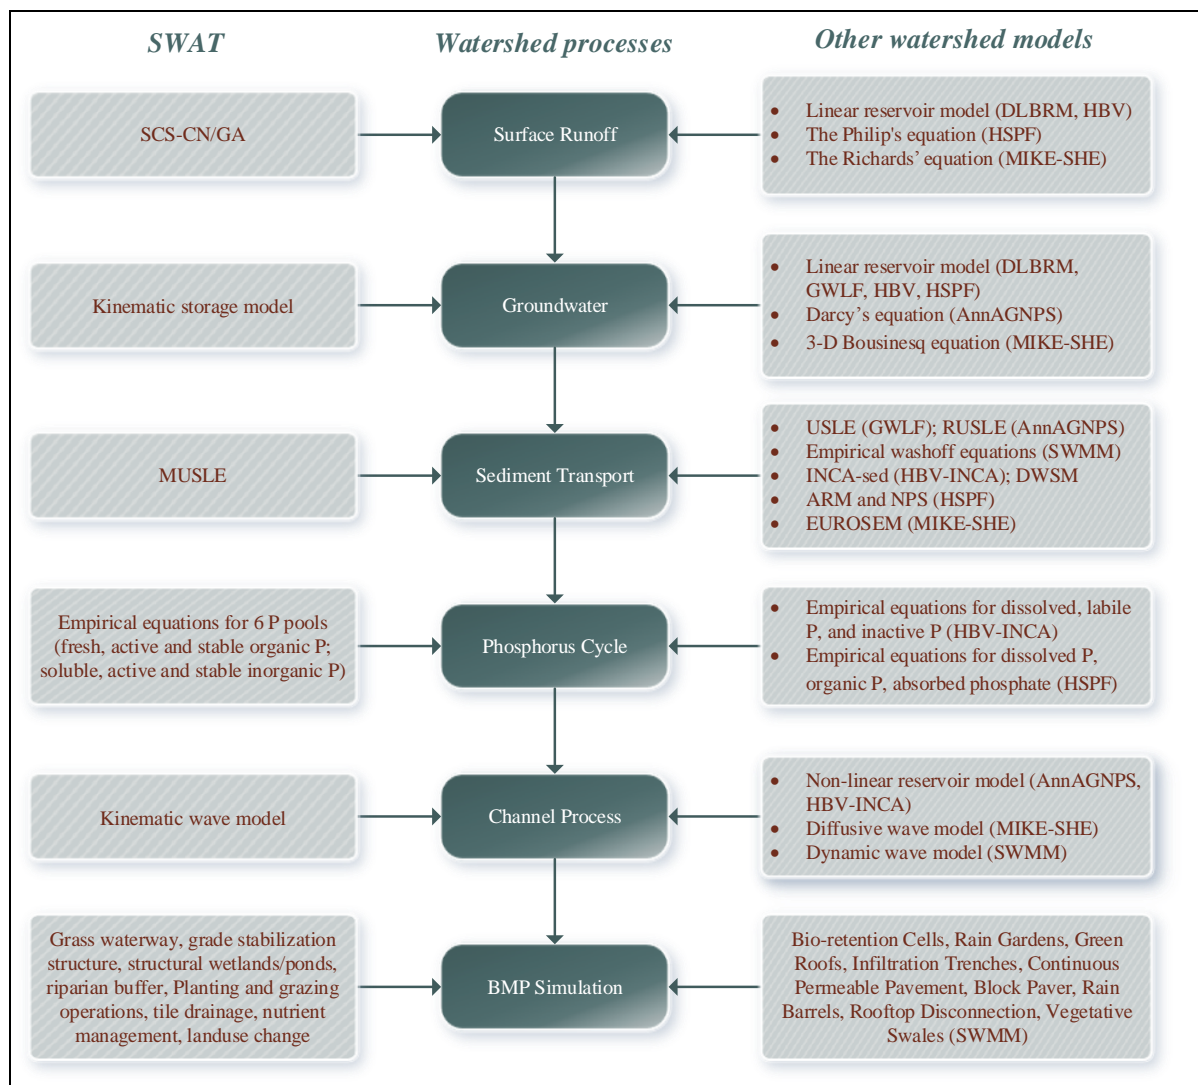 SWAT
Watershed processes
Other watershed models
SCS-CN/GA
Surface Runoff
• Linear reservoir model (DLBRM, HBV)
• The Philip's equation (HSPF)
• The Richards’ equation (MIKE-SHE)
Kinematic storage model
Groundwater
• Linear reservoir model (DLBRM,
GWLF, HBV, HSPF)
• Darcy’s equation (AnnAGNPS)
• 3-D Bousinesq equation (MIKE-SHE)
MUSLE
Sediment Transport
• USLE (GWLF); RUSLE (AnnAGNPS)
• Empirical washoff equations (SWMM)
• INCA-sed (HBV-INCA); DWSM
• ARM and NPS (HSPF)
• EUROSEM (MIKE-SHE)
Empirical equations for 6 P pools
(fresh, active and stable organic P;
soluble, active and stable inorganic P)
Phosphorus Cycle
• Empirical equations for dissolved, labile
P, and inactive P (HBV-INCA)
• Empirical equations for dissolved P,
organic P, absorbed phosphate (HSPF)
Kinematic wave model
Channel Process
• Non-linear reservoir model (AnnAGNPS,
HBV-INCA)
• Diffusive wave model (MIKE-SHE)
• Dynamic wave model (SWMM)
Grass waterway, grade stabilization
structure, structural wetlands/ponds,
riparian buffer, Planting and grazing
operations, tile drainage, nutrient
management, landuse change
BMP Simulation
Bio-retention Cells, Rain Gardens, Green
Roofs, Infiltration Trenches, Continuous
Permeable Pavement, Block Paver, Rain
Barrels, Rooftop Disconnection, Vegetative
Swales (SWMM)